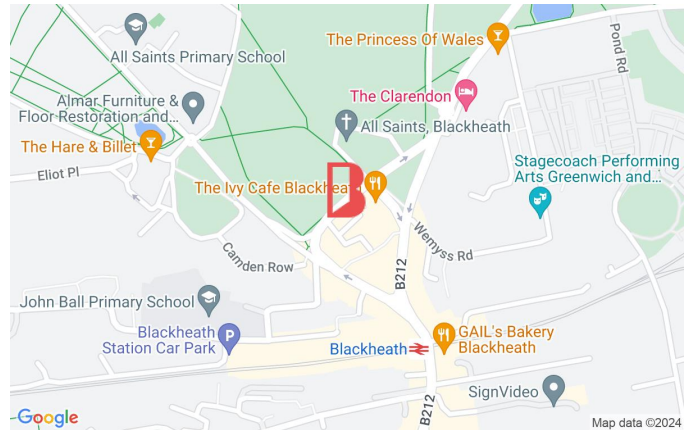 The Princess Of Wales
Pond Rd
All Saints Primary School
The Clarendon
Almar Furniture &
Floor Restoration and...
All Saints, Blackheath
The Hare & Billet
Stagecoach Performing
Arts Greenwich and...
Eliot Pl
The Ivy Cafe Blackheath
B
Wemyss Rd
Camden Row
B212
John Ball Primary School
Blackheath
Station Car Park
P
Blackheath
GAIL's Bakery
Blackheath
SignVideo
B212
Google
Map data ©2024